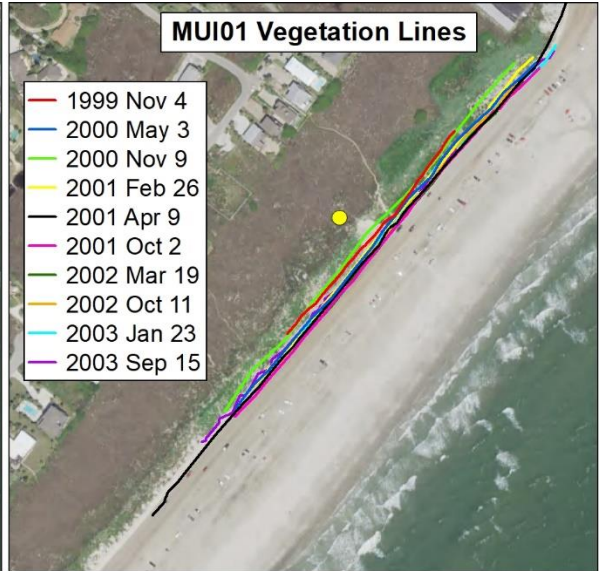 MUI01 Vegetation Lines
1999 Nov 4
2000 May 3
2000 Nov 9
2001 Feb 26
2001 Apr 9
2001 Oct 2
2002 Mar 19
2002 Oct 11
2003 Jan 23
2003 Sep 15